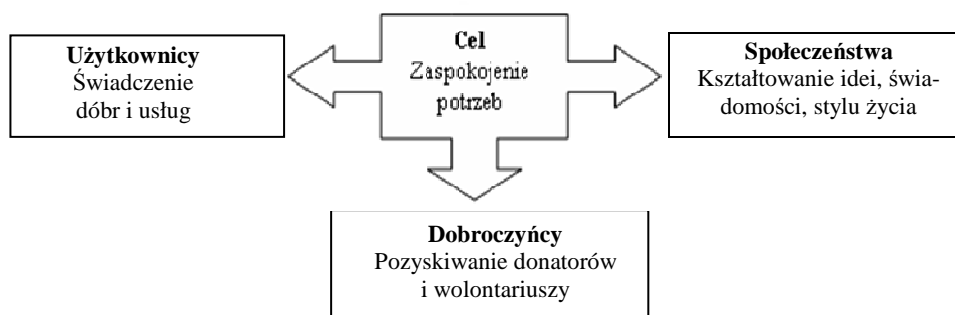 Użytkownicy
Świadczenie
dóbr i usług
Cel
Zaspokojenie
potrzeb
Społeczeństwa
Kształtowanie idei, świa-
domości, stylu życia
Dobroczyńcy
Pozyskiwanie donatorów
i wolontariuszy